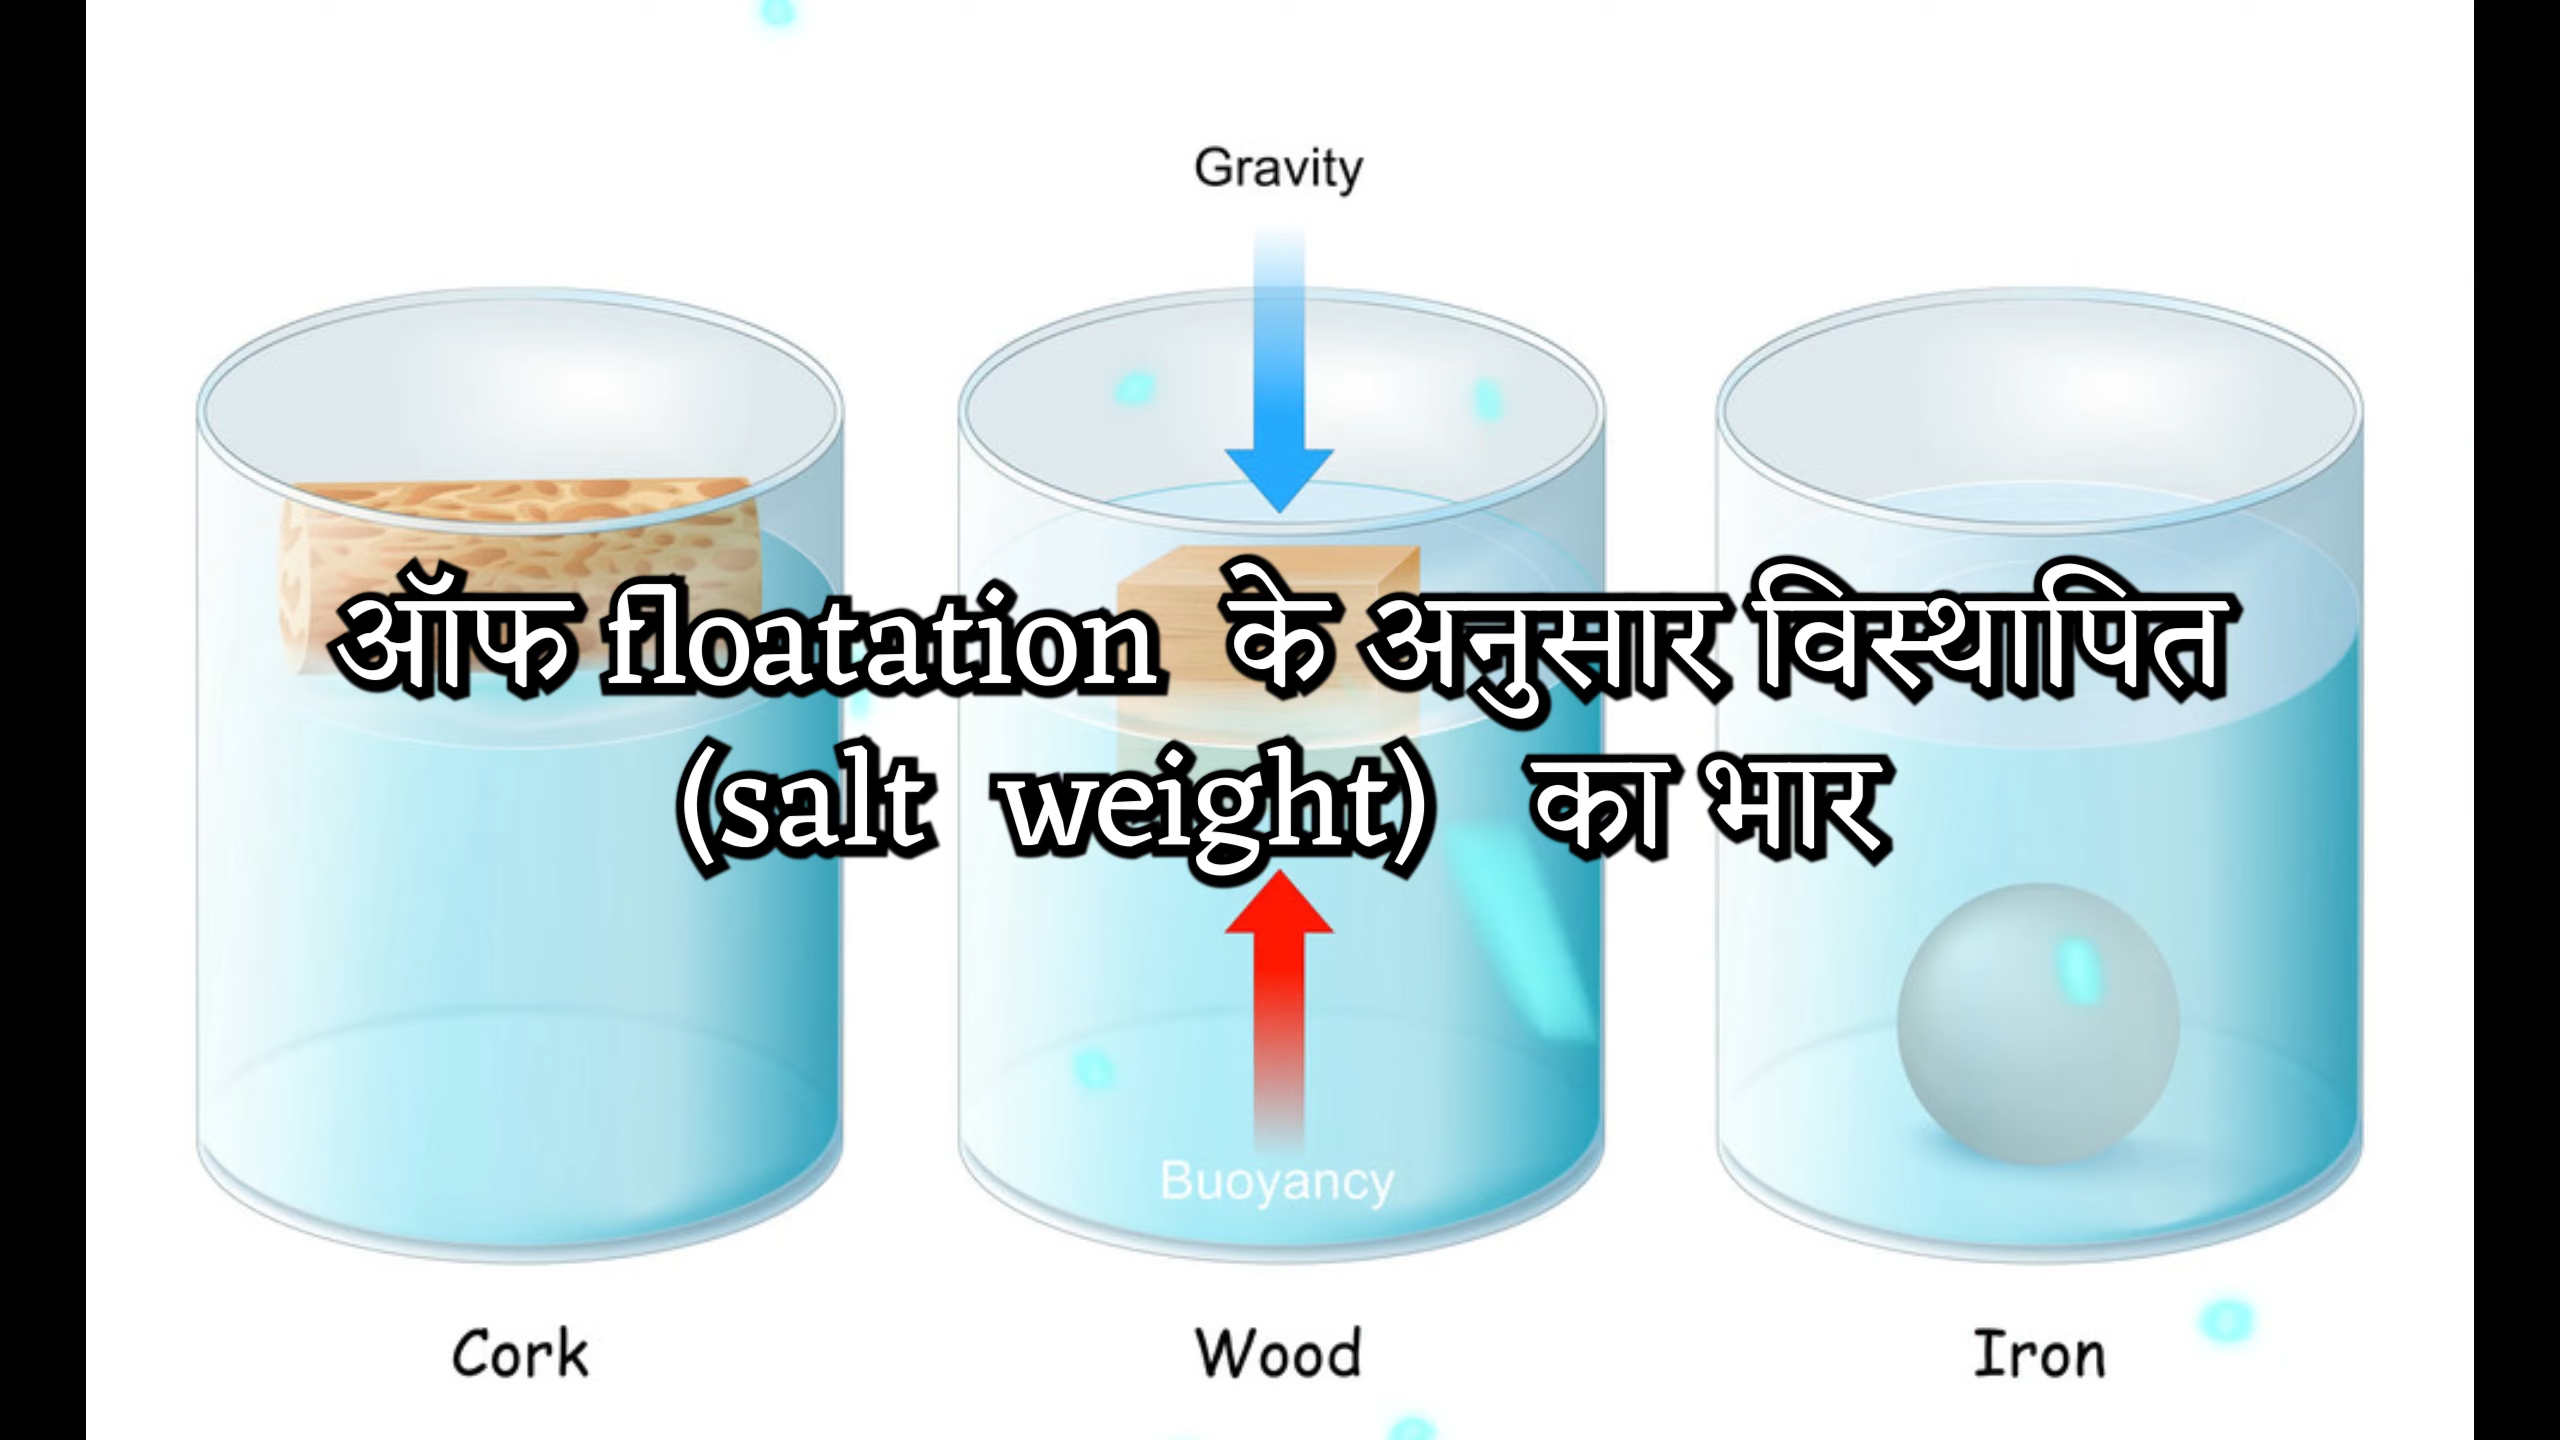 Gravity
ऑफ floatation के अनुसार विस्थापित
(salt weight) का भार
Buoyancy
Cork
Wood
Iron